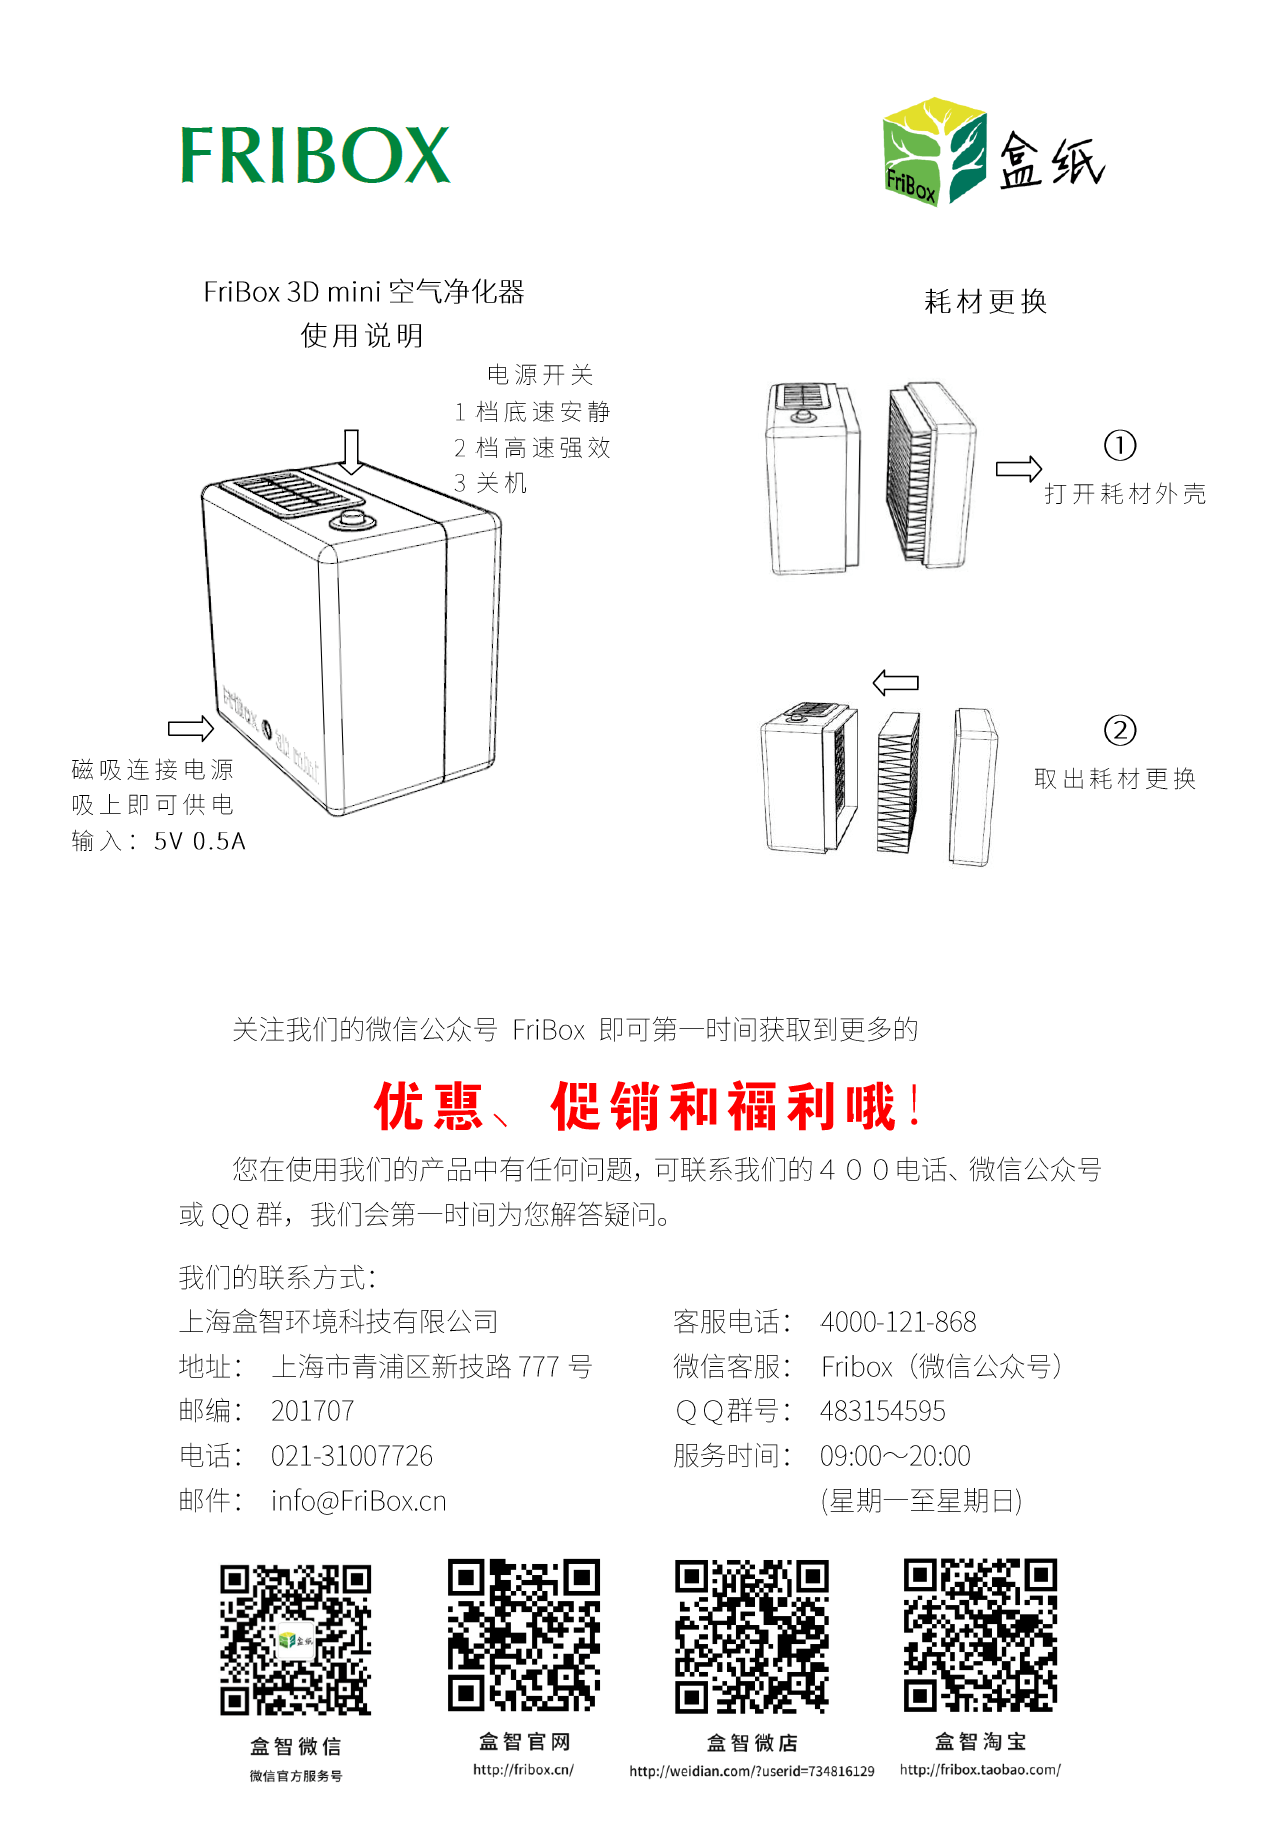 FRIBOX
FriBox
盒纸
FriBox 3D mini 空气净化器
使用说明
电源开关
1 档底速安静
2 档高速强效
3 关机
磁吸连接电源
吸上即可供电
输入：5V 0.5A
耗材更换
①
打开耗材外壳
②
取出耗材更换
关注我们的微信公众号 FriBox 即可第一时间获取到更多的
优惠、促销和福利哦！
您在使用我们的产品中有任何问题，可联系我们的４００电话、微信公众号
或 QQ 群，我们会第一时间为您解答疑问。
我们的联系方式：
上海盒智环境科技有限公司
地址： 上海市青浦区新技路 777 号
邮编： 201707
电话： 021-31007726
邮件： info@FriBox.cn
客服电话： 4000-121-868
微信客服： Fribox（微信公众号）
ＱＱ群号： 483154595
服务时间： 09:00～20:00
(星期一至星期日)
盒纸
盒智微信
微信官方服务号
盒智官网
http://fribox.cn/
盒智微店
http://weidian.com/?userid=734816129
盒智淘宝
http://fribox.taobao.com/